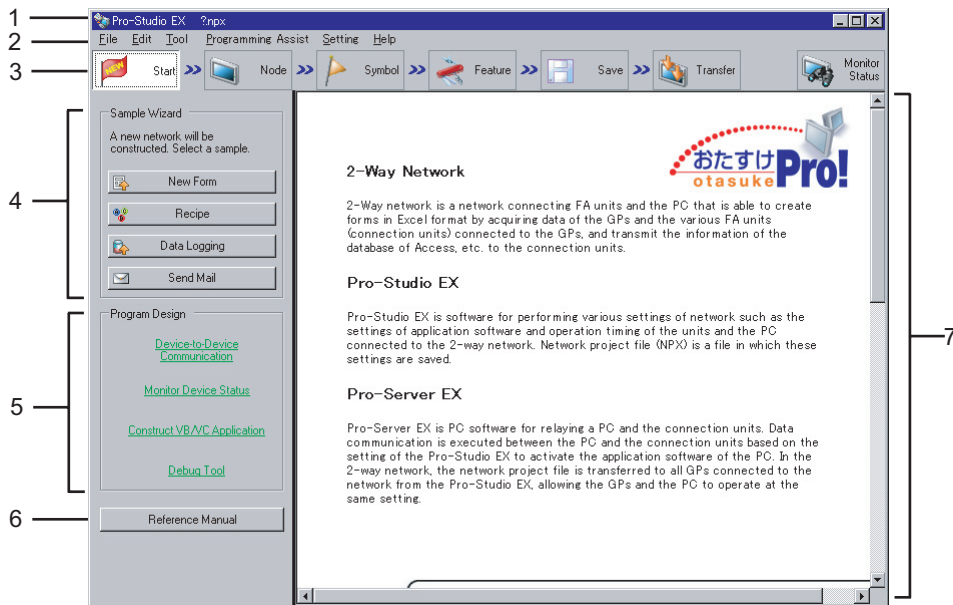 1
Pro-Studio EX ?.npx
2
File Edit Tool Programming Assist Setting Help
3
NEW Start Node Symbol Feature Save Transfer Monitor Status
4
Sample Wizard
A new network will be
constructed. Select a sample.
New Form
Recipe
Data Logging
Send Mail
5
Program Design
Device-to-Device
Communication
Monitor Device Status
Construct VB/VC Application
Debug Tool
6
Reference Manual
7
おたすけ Pro!
otasuke
2-Way Network
2-Way network is a network connecting FA units and the PC that is able to create
forms in Excel format by acquiring data of the GPs and the various FA units
(connection units) connected to the GPs, and transmit the information of the
database of Access, etc. to the connection units.
Pro-Studio EX
Pro-Studio EX is software for performing various settings of network such as the
settings of application software and operation timing of the units and the PC
connected to the 2-way network. Network project file (NPX) is a file in which these
settings are saved.
Pro-Server EX
Pro-Server EX is PC software for relaying a PC and the connection units. Data
communication is executed between the PC and the connection units based on the
setting of the Pro-Studio EX to activate the application software of the PC. In the
2-way network, the network project file is transferred to all GPs connected to the
network from the Pro-Studio EX, allowing the GPs and the PC to operate at the
same setting.